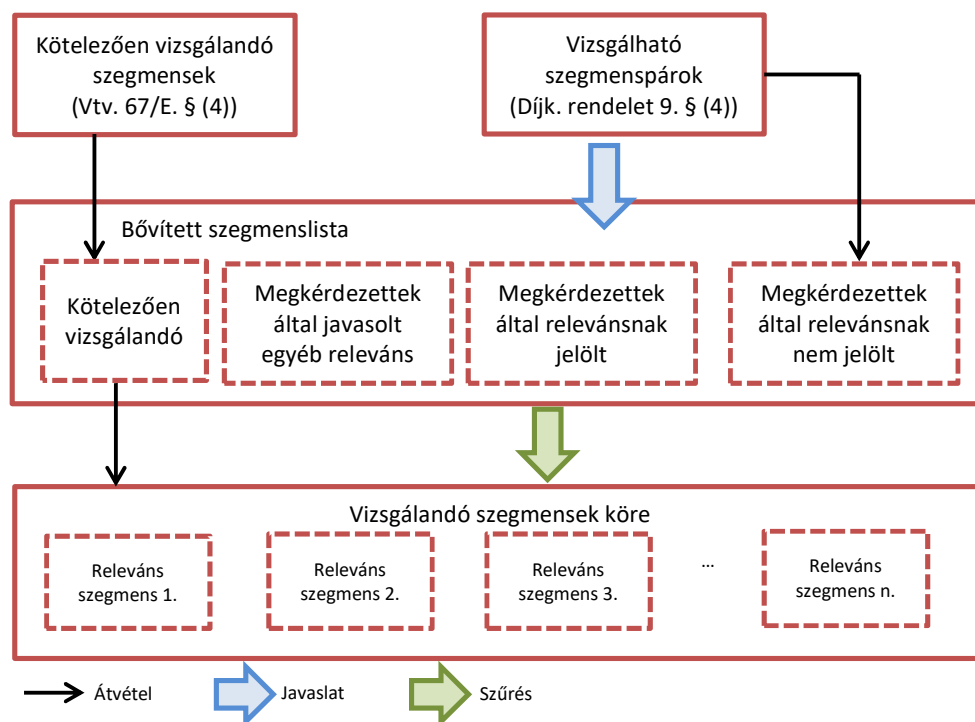 Kötelezően vizsgálandó
szegmensek
(Vtv. 67/E. § (4))
Vizsgálható
szegmenspárok
(Díjk. rendelet 9. § (4))
Bővített szegmenslista
Kötelezően
vizsgálandó
Megkérdezettek
által javasolt
egyéb releváns
Megkérdezettek
által relevánsnak
jelölt
Megkérdezettek
által relevánsnak
nem jelölt
Vizsgálandó szegmensek köre
Releváns
szegmens 1.
Releváns
szegmens 2.
Releváns
szegmens 3.
...
Releváns
szegmens n.
Átvétel
Javaslat
Szűrés